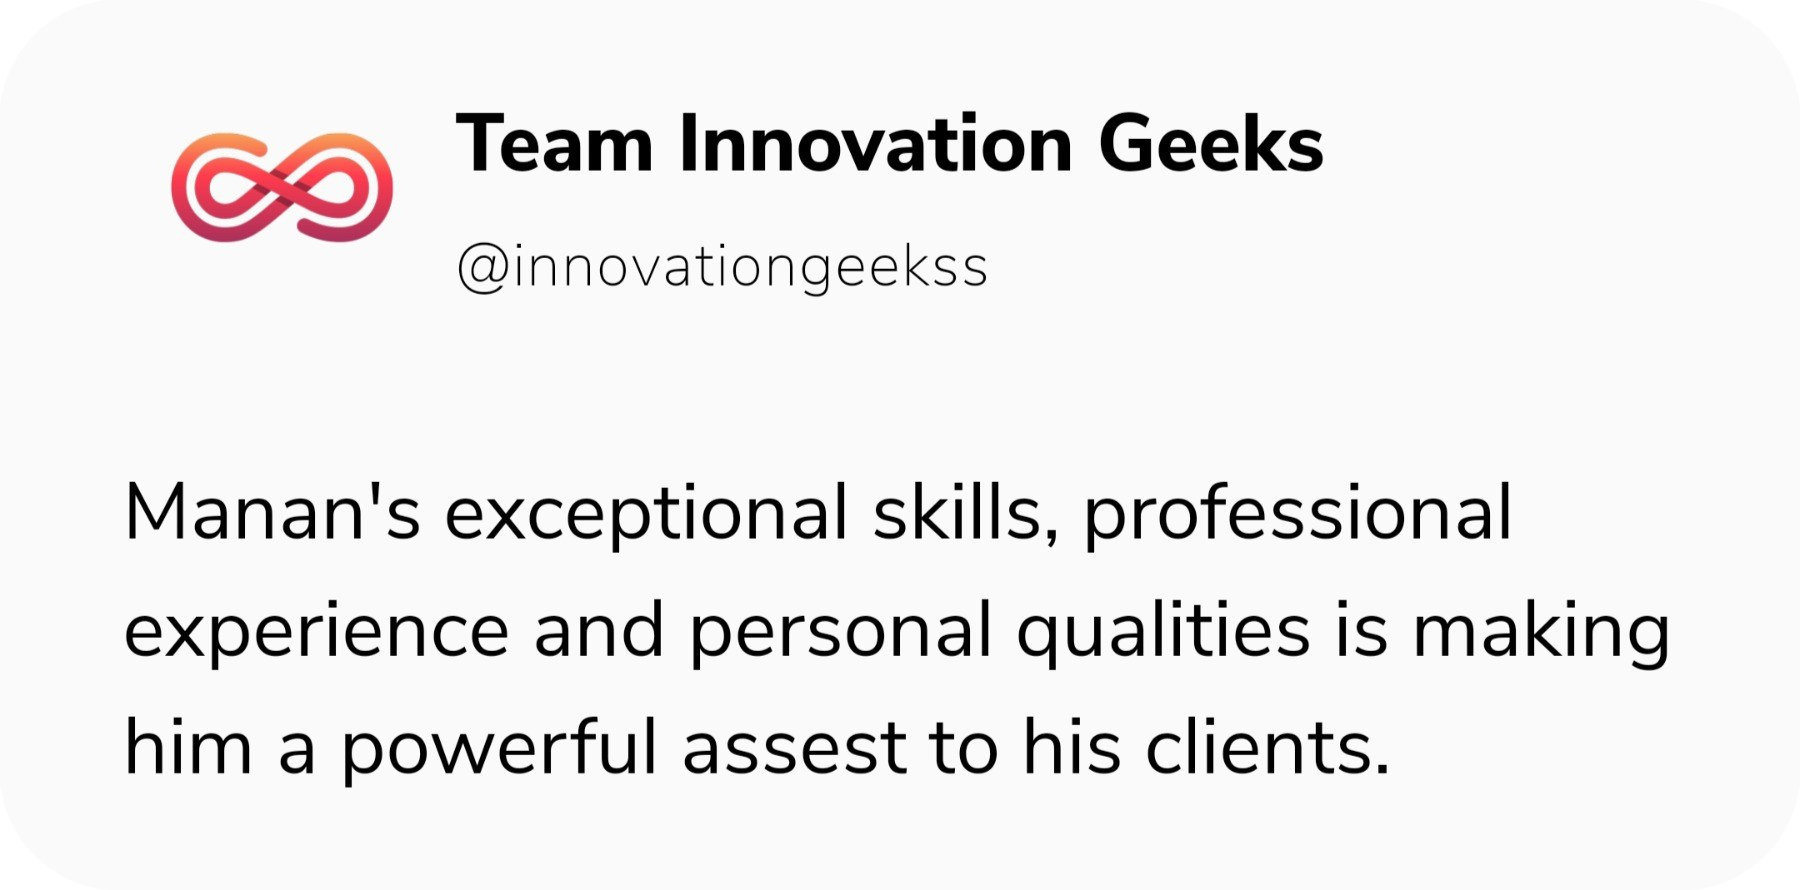 Team Innovation Geeks
@innovationgeekss
Manan's exceptional skills, professional
experience and personal qualities is making
him a powerful assest to his clients.